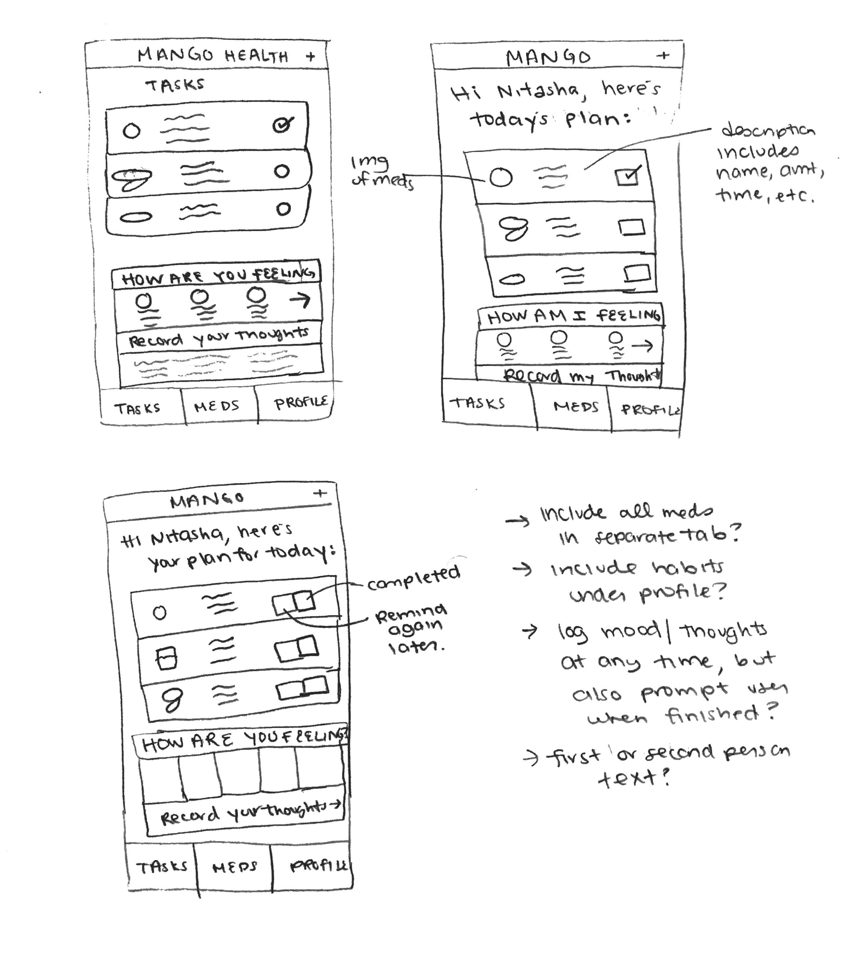 MANGO HEALTH +
TASKS
HOW ARE YOU FEELING
Record your thoughts
TASKS MEDS PROFILE
MANGO +
Hi Nitasha, here's
today's plan:
img
of meds
description
includes
name, amt,
time, etc.
HOW AM I FEELING
RECORD MY Thought
TASKS MEDS PROFILE
MANGO +
Hi Nitasha, here's
your plan for today:
completed
Remind
again
later.
HOW ARE YOU FEELING?
Record your thoughts →
TASKS MEDS PROFILE
→ include all meds
in separate tab?
→ include habits
under profile?
→ log mood/thoughts
at any time, but
also prompt user
when finished?
→ first or second person
text?